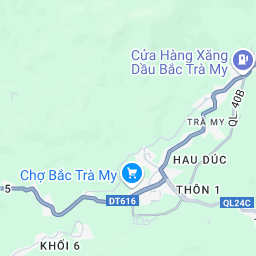 Cửa Hàng Xăng
Dầu Bắc Trà My
QL. 40B
TRÀ MY
HAU DÚC
Chợ Bắc Trà My
5
THÔN 1
DT616
QL24C
KHỐI 6